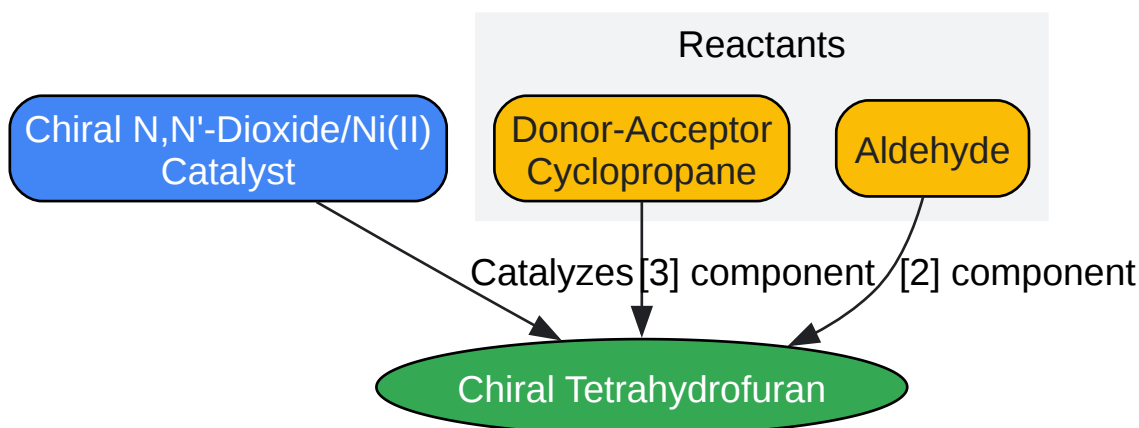 Reactants
Chiral N,N'-Dioxide/Ni(II)
Catalyst
Donor-Acceptor
Cyclopropane
Aldehyde
Catalyzes
[3] component
[2] component
Chiral Tetrahydrofuran